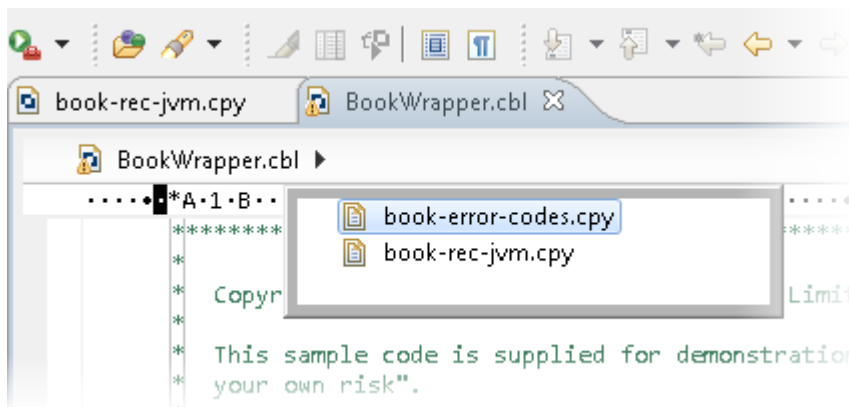 book-rec-jvm.cpy
BookWrapper.cbl
BookWrapper.cbl
*A·1·B··
book-error-codes.cpy
book-rec-jvm.cpy
********
*
* Copyr
*
* This sample code is supplied for demonstration
* your own risk".